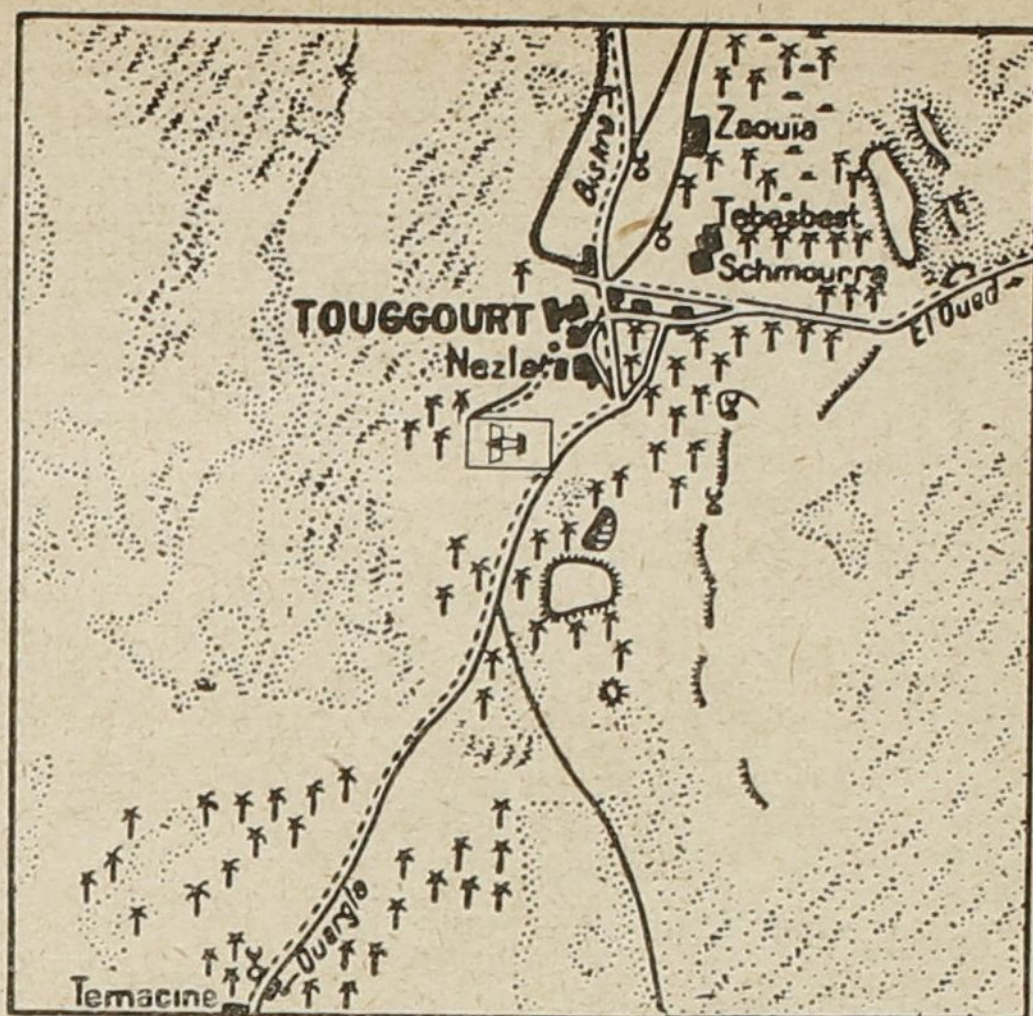 Biskra
Zaouia
Tebesbest
Schmourra
El Oued
TOUGGOURT
Nezla
Ouargla
Temacine